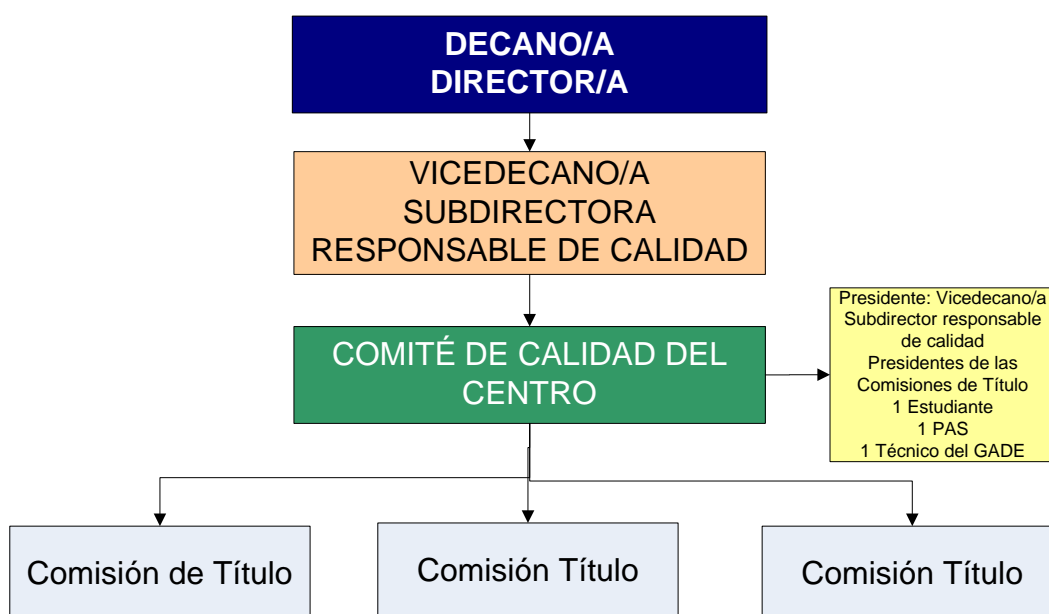 DECANO/A
DIRECTOR/A
VICEDECANO/A
SUBDIRECTORA
RESPONSABLE DE CALIDAD
COMITÉ DE CALIDAD DEL
CENTRO
Presidente: Vicedecano/a
Subdirector responsable
de calidad
Presidentes de las
Comisiones de Título
1 Estudiante
1 PAS
1 Técnico del GADE
Comisión de Título
Comisión Título
Comisión Título